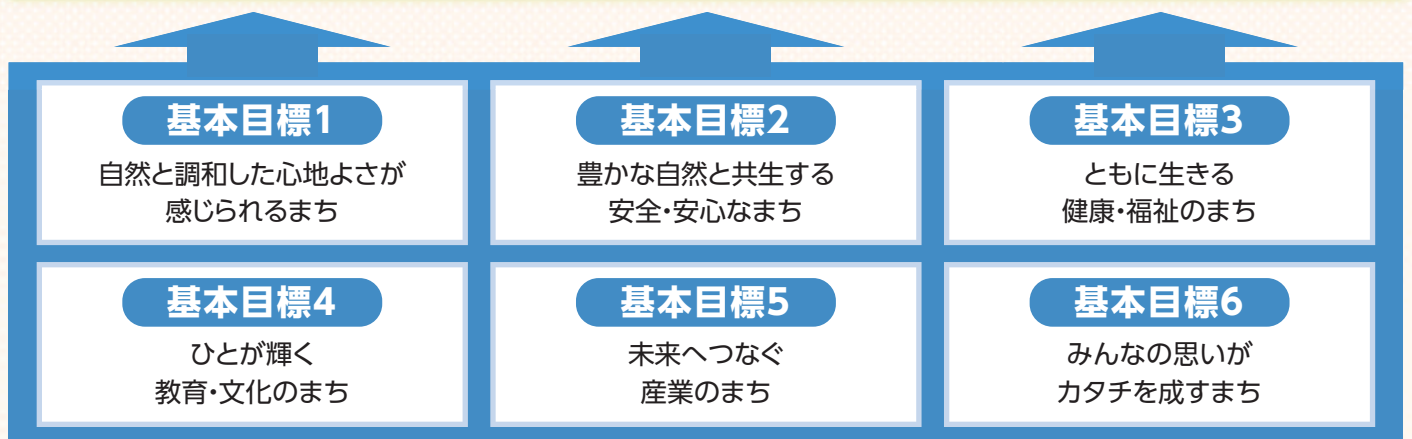 基本目標1
自然と調和した心地よさが
感じられるまち
基本目標2
豊かな自然と共生する
安全・安心なまち
基本目標3
ともに生きる
健康・福祉のまち
基本目標4
ひとが輝く
教育・文化のまち
基本目標5
未来へつなぐ
産業のまち
基本目標6
みんなの思いが
カタチを成すまち